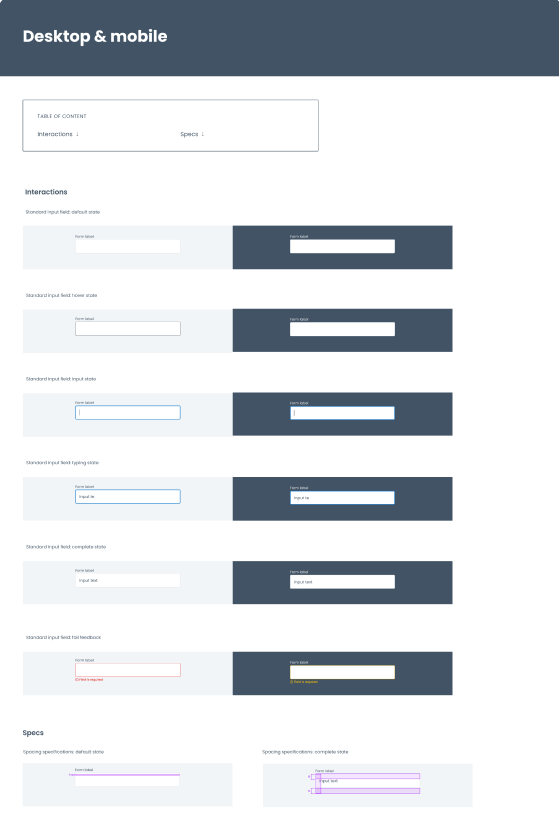 Desktop & mobile
TABLE OF CONTENT
Interactions ↓ Specs ↓
Interactions
Standard input field: default state
Form label Form label
Standard input field: hover state
Form label Form label
Standard input field: input state
Form label Form label
Standard input field: typing state
Form label Form label
Input te Input te
Standard input field: complete state
Form label Form label
Input text Input text
Standard input field: fail feedback
Form label Form label
Field is required Field is required
Specs
Spacing specifications: default state Spacing specifications: complete state
Form label Form label
Input text